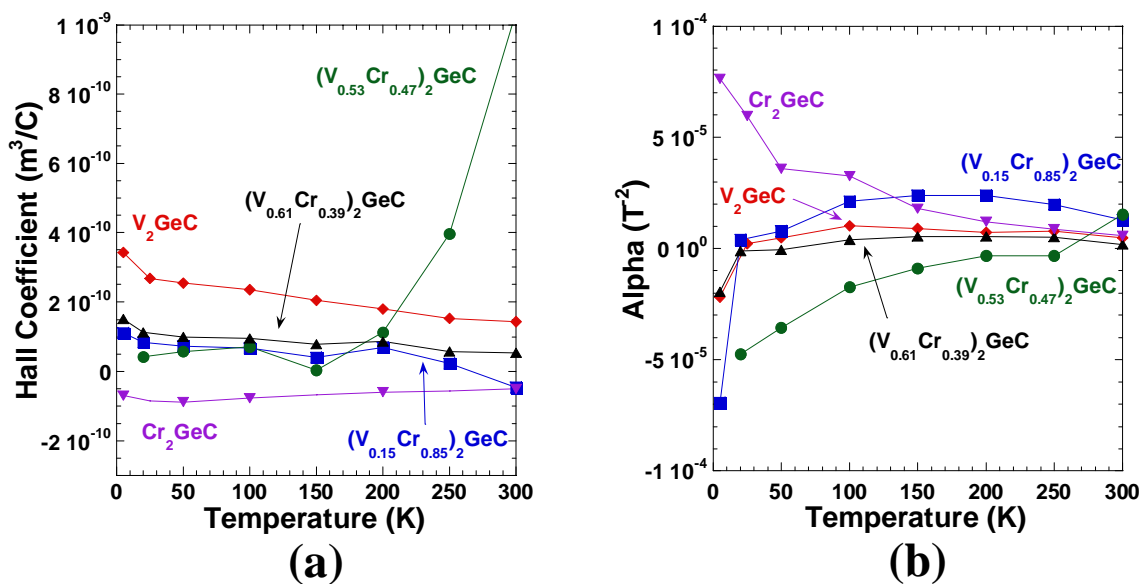 1 10⁻⁹
8 10⁻¹⁰
6 10⁻¹⁰
4 10⁻¹⁰
2 10⁻¹⁰
0
-2 10⁻¹⁰
Hall Coefficient (m³/C)
(V₀.₅₃Cr₀.₄₇)₂GeC
(V₀.₆₁Cr₀.₃₉)₂GeC
V₂GeC
Cr₂GeC
(V₀.₁₅Cr₀.₈₅)₂GeC
0 50 100 150 200 250 300
Temperature (K)
(a)
1 10⁻⁴
5 10⁻⁵
0 10⁰
-5 10⁻⁵
-1 10⁻⁴
Alpha (T⁻²)
Cr₂GeC
(V₀.₁₅Cr₀.₈₅)₂GeC
V₂GeC
(V₀.₅₃Cr₀.₄₇)₂GeC
(V₀.₆₁Cr₀.₃₉)₂GeC
0 50 100 150 200 250 300
Temperature (K)
(b)